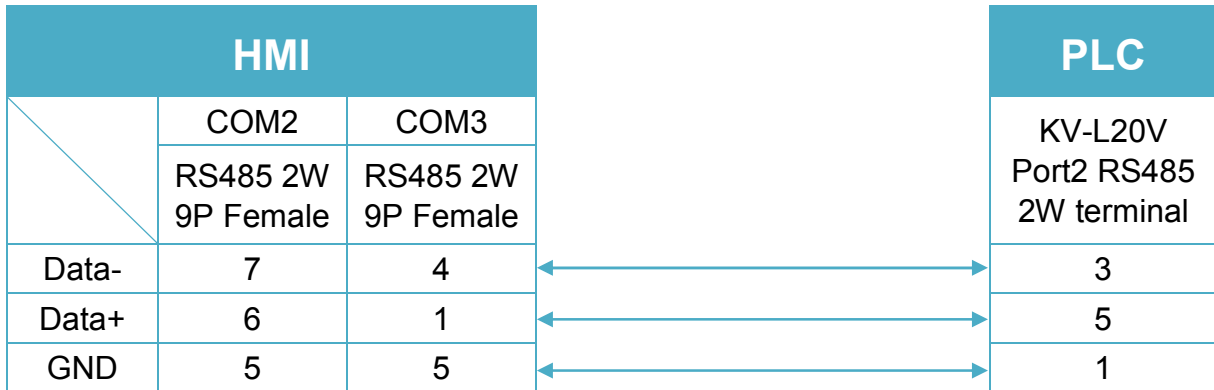 HMI PLC
COM2 COM3 KV-L20V
RS485 2W RS485 2W Port2 RS485
9P Female 9P Female 2W terminal
Data- 7 4 3
Data+ 6 1 5
GND 5 5 1